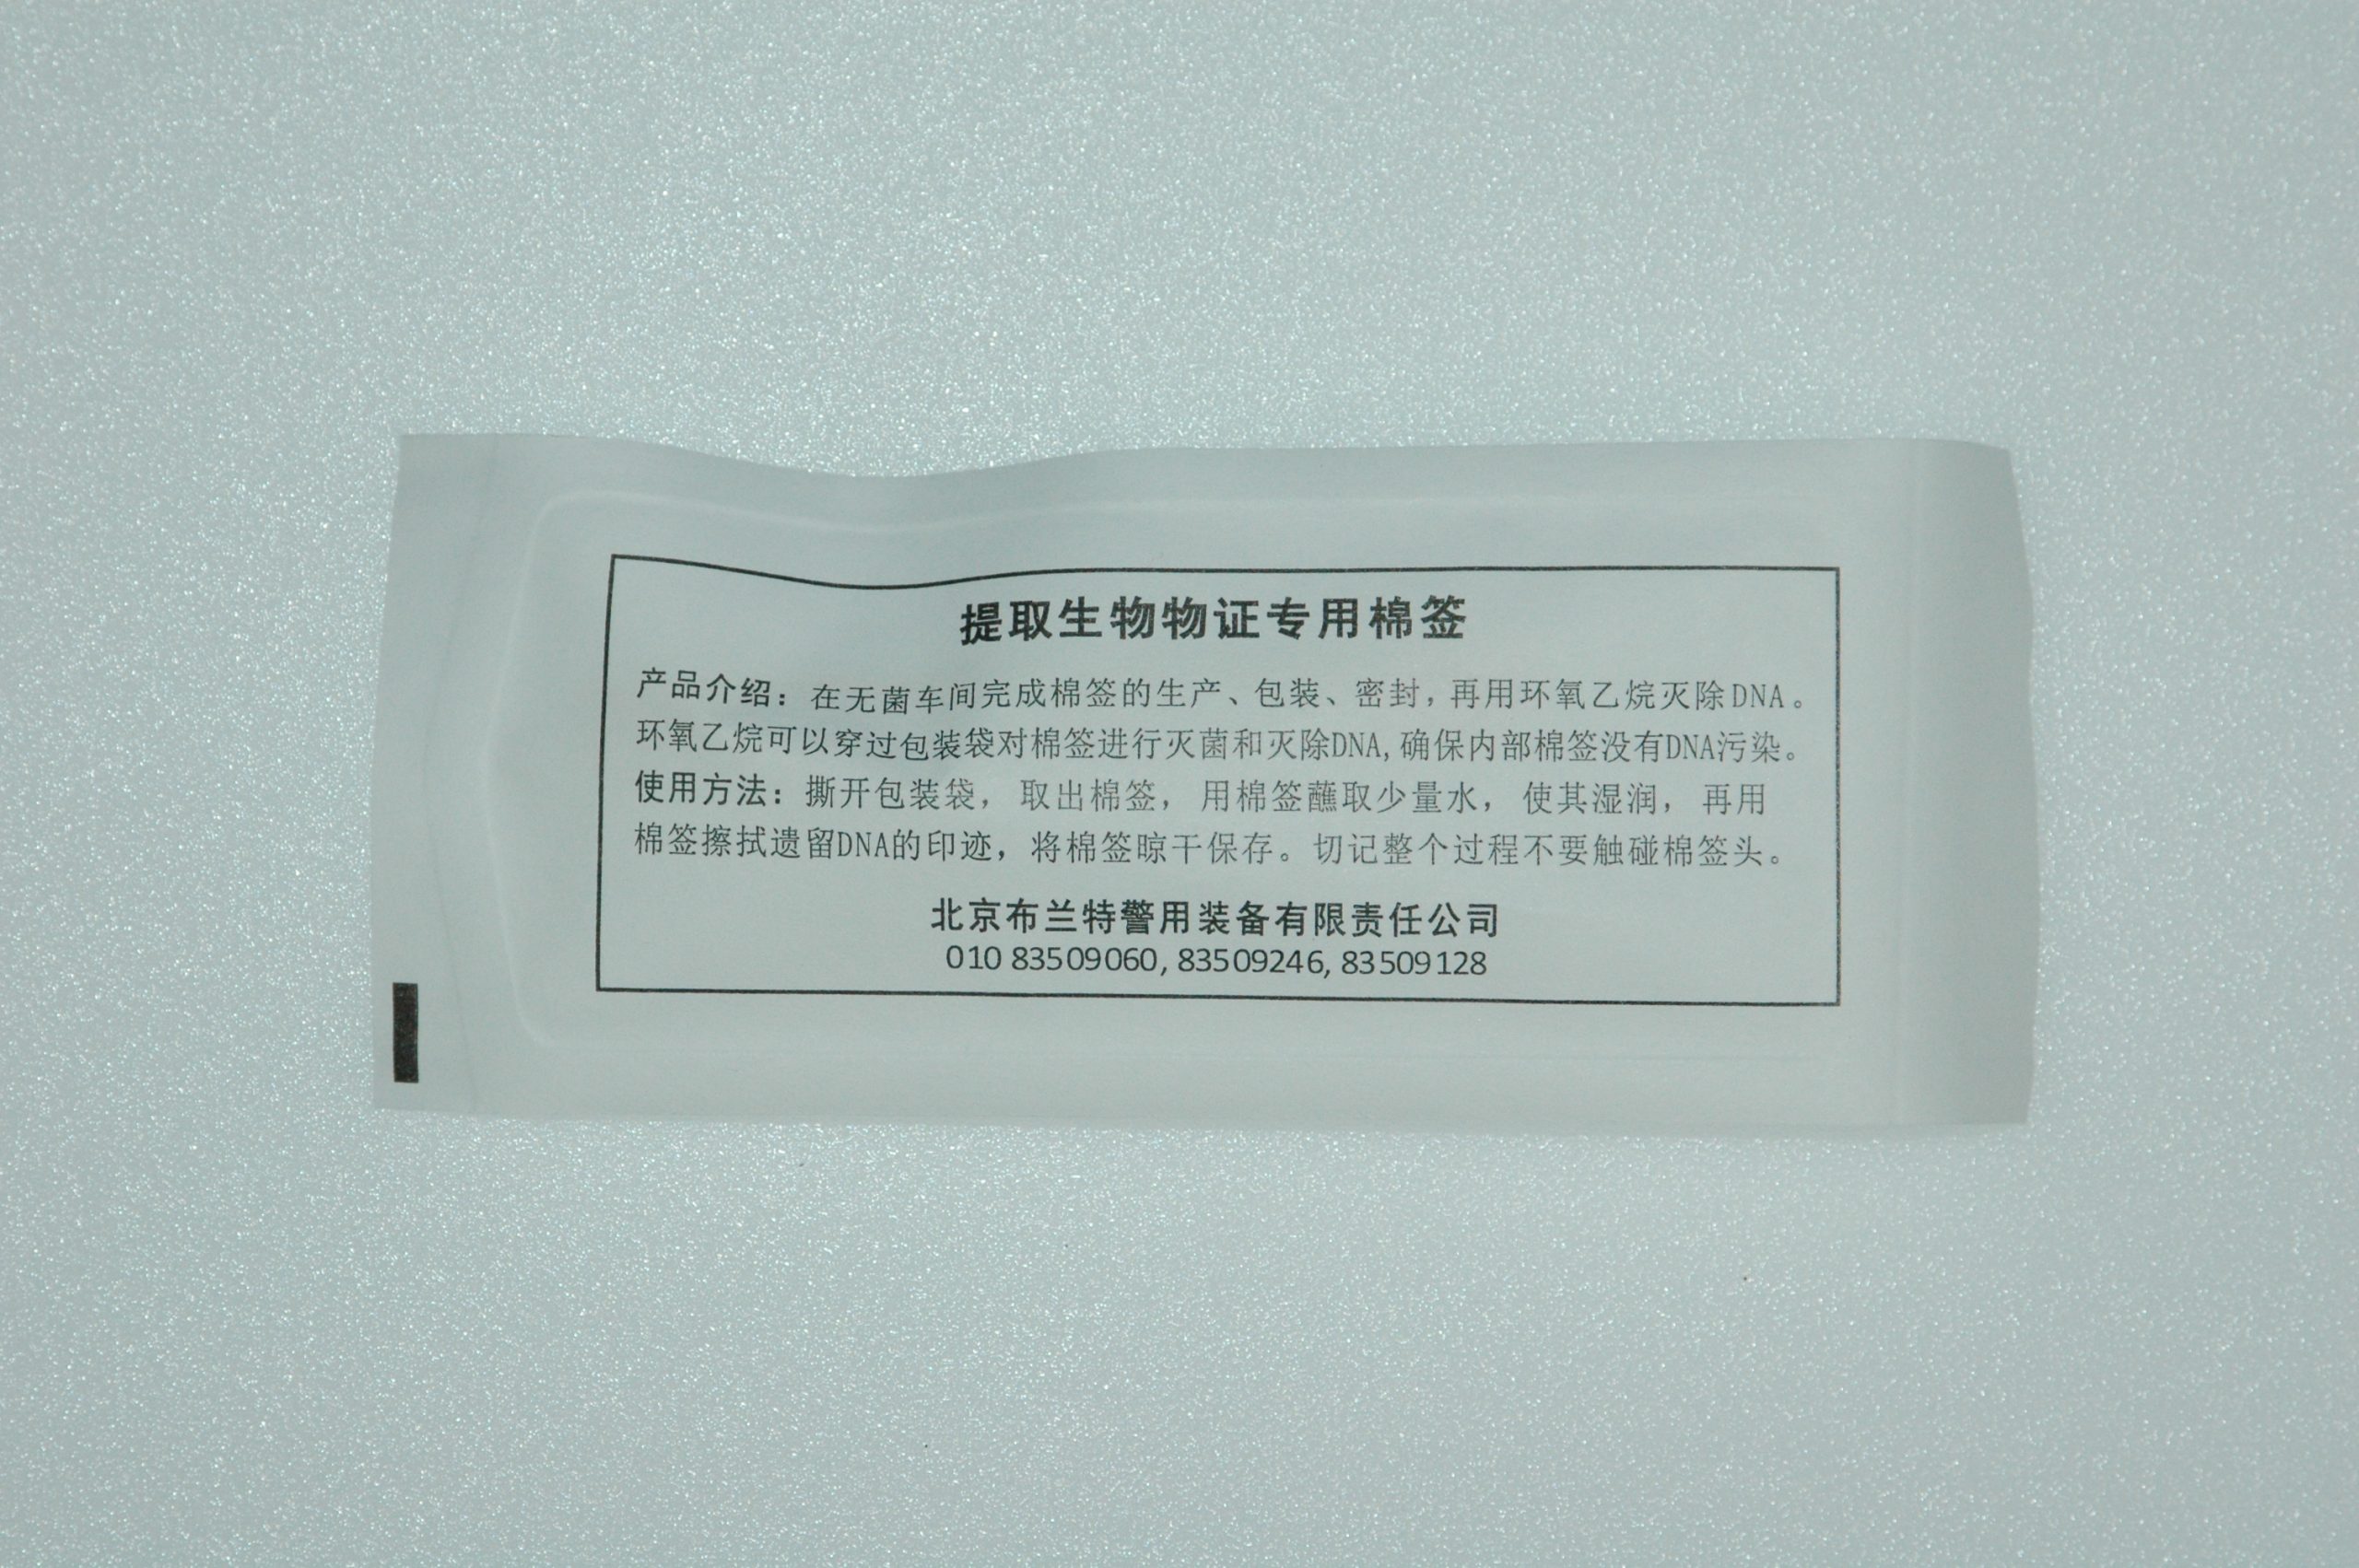 提取生物物证专用棉签
产品介绍：在无菌车间完成棉签的生产、包装、密封，再用环氧乙烷灭除DNA。
环氧乙烷可以穿过包装袋对棉签进行灭菌和灭除DNA,确保内部棉签没有DNA污染。
使用方法：撕开包装袋，取出棉签，用棉签蘸取少量水，使其湿润，再用
棉签擦拭遗留DNA的印迹，将棉签晾干保存。切记整个过程不要触碰棉签头。
北京布兰特警用装备有限责任公司
010 83509060, 83509246, 83509128